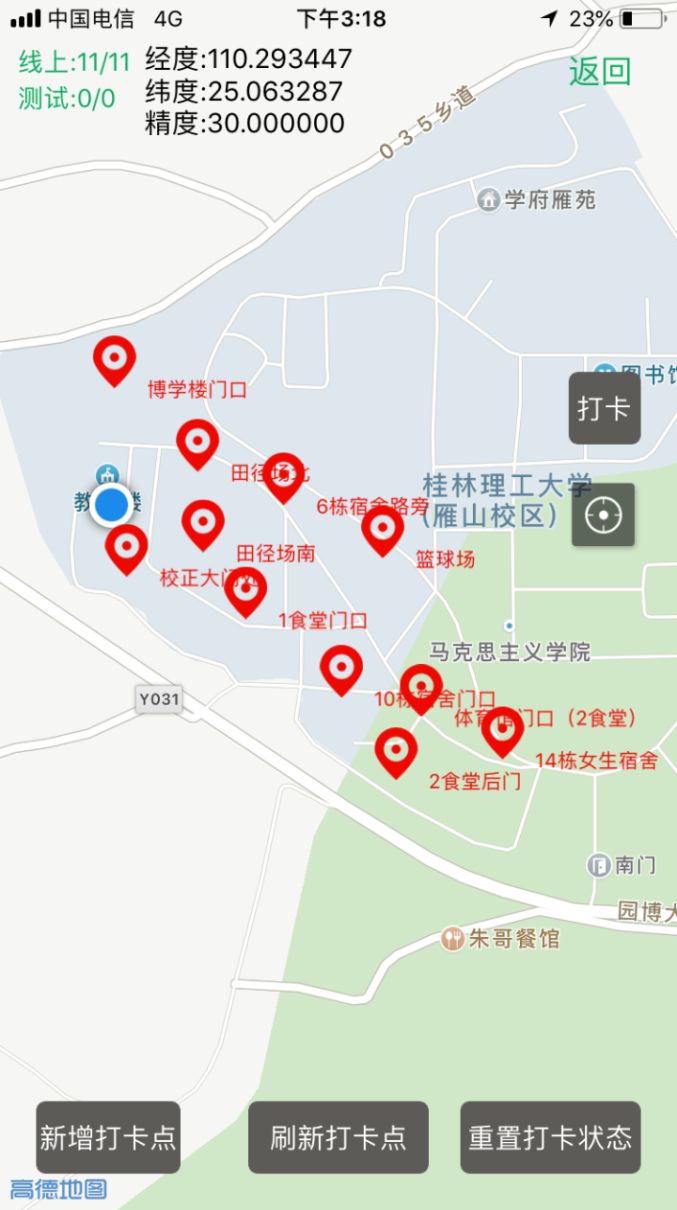 中国电信 4G 下午3:18 23%
线上:11/11 经度:110.293447
测试:0/0 纬度:25.063287
精度:30.000000
返回
035乡道
学府雁苑
图书馆
博学楼门口
打卡
田径场北
桂林理工大学
(雁山校区)
6栋宿舍路旁
田径场南
篮球场
1食堂门口
马克思主义学院
Y031
10栋宿舍门口
体育馆门口（2食堂）
14栋女生宿舍
2食堂后门
南门
园博
朱哥餐馆
新增打卡点 刷新打卡点 重置打卡状态
高德地图